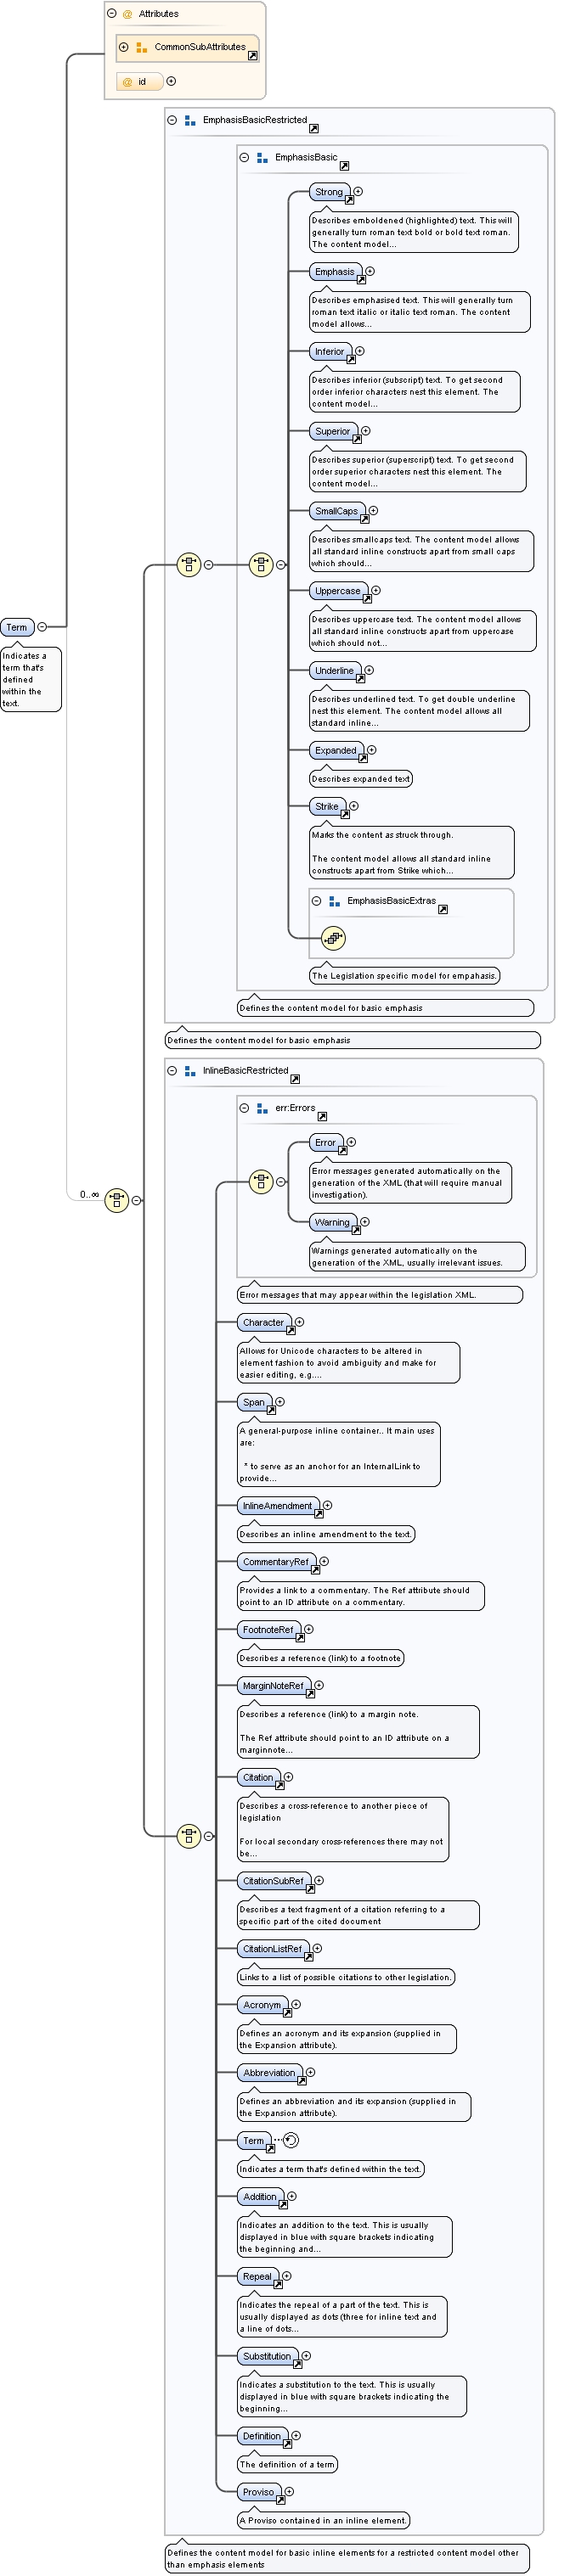 Attributes
CommonSubAttributes
id
EmphasisBasicRestricted
EmphasisBasic
Strong
Describes emboldened (highlighted) text. This will
generally turn roman text bold or bold text roman.
The content model...
Emphasis
Describes emphasised text. This will generally turn
roman text italic or italic text roman. The content
model allows...
Inferior
Describes inferior (subscript) text. To get second
order inferior characters nest this element. The
content model...
Superior
Describes superior (superscript) text. To get second
order superior characters nest this element. The
content model...
SmallCaps
Describes smallcaps text. The content model allows
all standard inline constructs apart from small caps
which should...
Uppercase
Describes uppercase text. The content model allows
all standard inline constructs apart from uppercase
which should not...
Term
Indicates a
term that's
defined
within the
text.
Underline
Describes underlined text. To get double underline
nest this element. The content model allows all
standard inline...
Expanded
Describes expanded text
Strike
Marks the content as struck through.
The content model allows all standard inline
constructs apart from Strike which...
EmphasisBasicExtras
The Legislation specific model for empahasis.
Defines the content model for basic emphasis
Defines the content model for basic emphasis
InlineBasicRestricted
err:Errors
Error
Error messages generated automatically on the
generation of the XML (that will require manual
investigation).
0..∞
Warning
Warnings generated automatically on the
generation of the XML, usually irrelevant issues.
Error messages that may appear within the legislation XML.
Character
Allows for Unicode characters to be altered in
element fashion to avoid ambiguity and make for
easier editing, e.g....
Span
A general-purpose inline container.. It main uses
are:
* to serve as an anchor for an InternalLink to
provide...
InlineAmendment
Describes an inline amendment to the text.
CommentaryRef
Provides a link to a commentary. The Ref attribute should
point to an ID attribute on a commentary.
FootnoteRef
Describes a reference (link) to a footnote
MarginNoteRef
Describes a reference (link) to a margin note.
The Ref attribute should point to an ID attribute on a
marginnote...
Citation
Describes a cross-reference to another piece of
legislation
For local secondary cross-references there may not
be...
CitationSubRef
Describes a text fragment of a citation referring to a
specific part of the cited document
CitationListRef
Links to a list of possible citations to other legislation.
Acronym
Defines an acronym and its expansion (supplied in
the Expansion attribute).
Abbreviation
Defines an abbreviation and its expansion (supplied in
the Expansion attribute).
Term
Indicates a term that's defined within the text.
Addition
Indicates an addition to the text. This is usually
displayed in blue with square brackets indicating
the beginning and...
Repeal
Indicates the repeal of a part of the text. This is
usually displayed as dots (three for inline text and
a line of dots...
Substitution
Indicates a substitution to the text. This is usually
displayed in blue with square brackets indicating the
beginning...
Definition
The definition of a term
Proviso
A Proviso contained in an inline element.
Defines the content model for basic inline elements for a restricted content model other
than emphasis elements